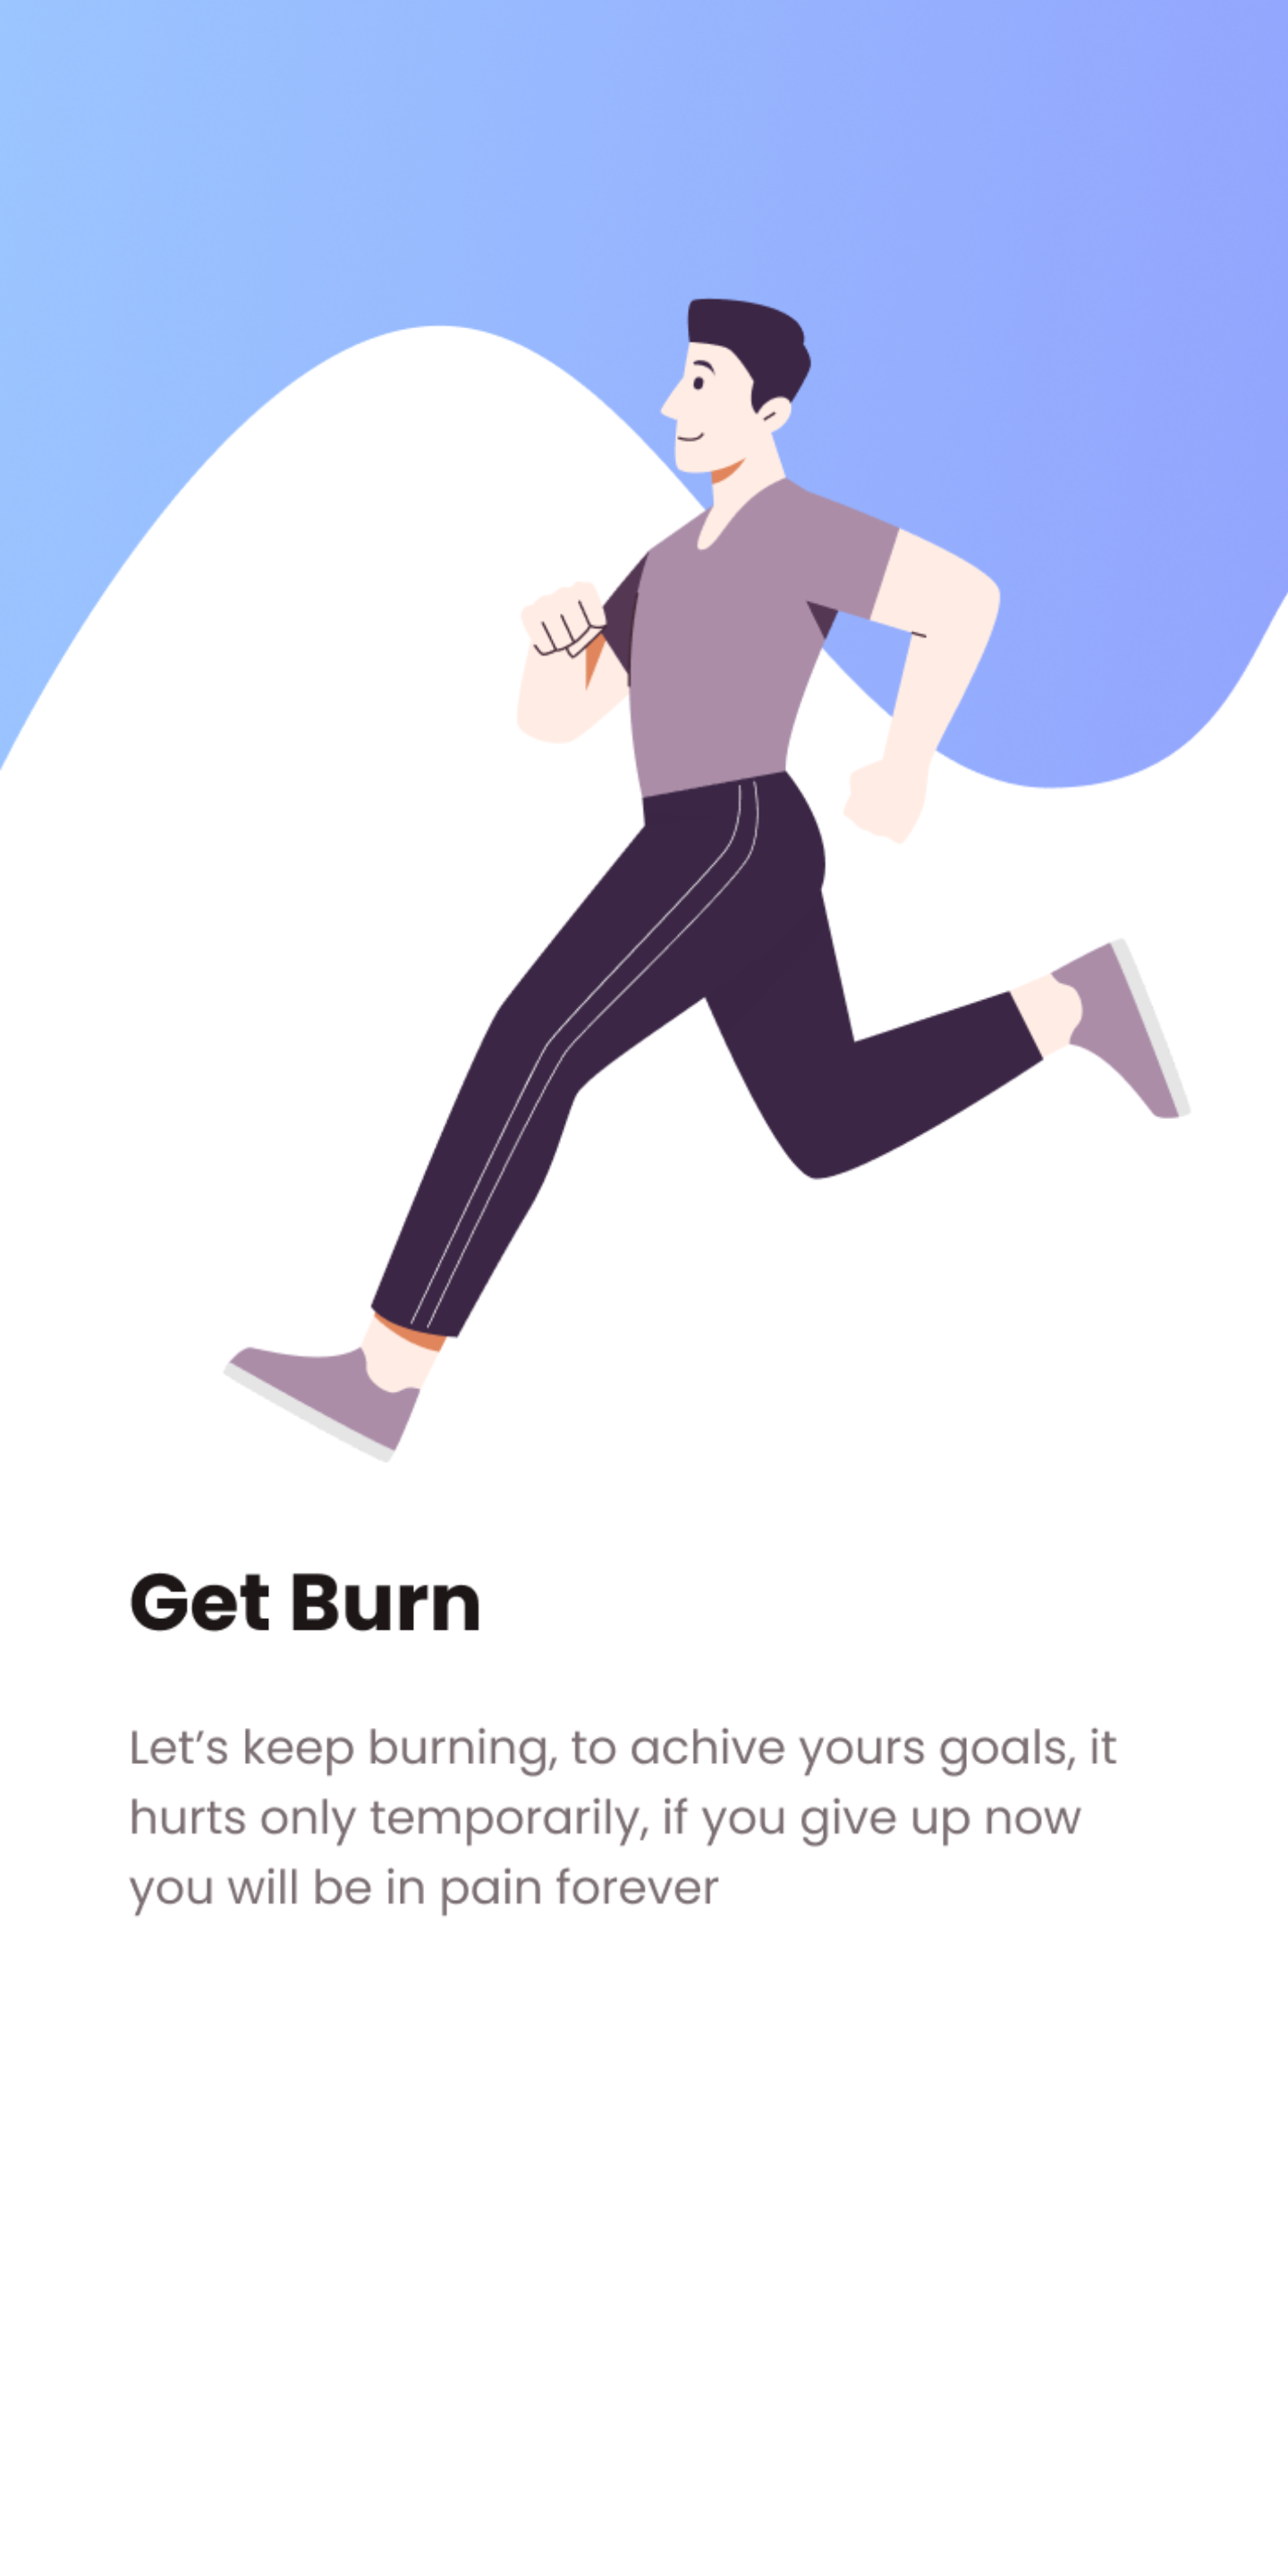 Get Burn
Let’s keep burning, to achive yours goals, it
hurts only temporarily, if you give up now
you will be in pain forever